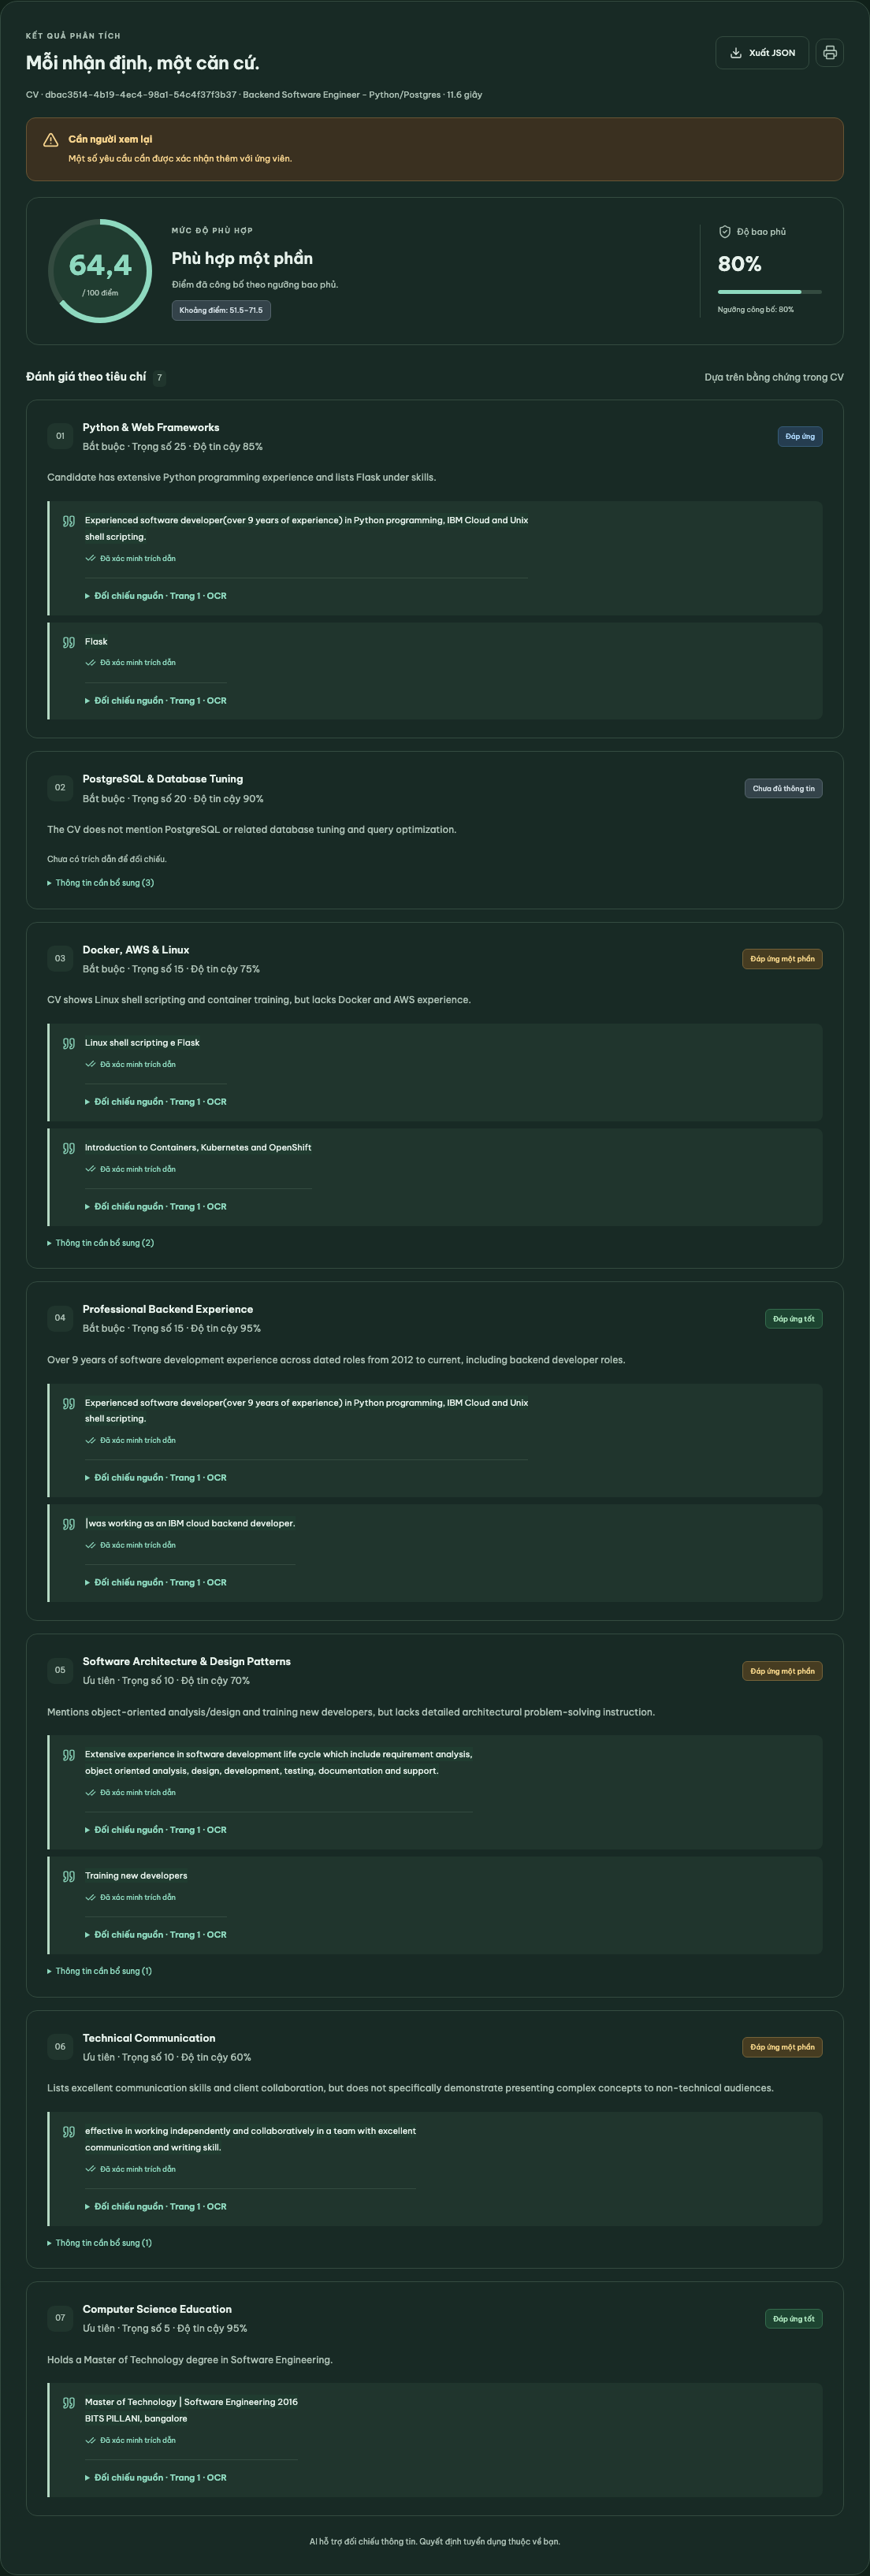 KẾT QUẢ PHÂN TÍCH
Mỗi nhận định, một căn cứ.
Xuất JSON
CV · dbac3514-4b19-4ec4-98a1-54c4f37f3b37 · Backend Software Engineer – Python/Postgres · 11.6 giây
Cần người xem lại
Một số yêu cầu cần được xác nhận thêm với ứng viên.
64,4
/ 100 điểm
MỨC ĐỘ PHÙ HỢP
Phù hợp một phần
Điểm đã công bố theo ngưỡng bao phủ.
Khoảng điểm: 51.5–71.5
Độ bao phủ
80%
Ngưỡng công bố: 80%
Đánh giá theo tiêu chí 7
Dựa trên bằng chứng trong CV
01
Python & Web Frameworks
Bắt buộc · Trọng số 25 · Độ tin cậy 85%
Đáp ứng
Candidate has extensive Python programming experience and lists Flask under skills.
Experienced software developer(over 9 years of experience) in Python programming, IBM Cloud and Unix
shell scripting.
Đã xác minh trích dẫn
Đối chiếu nguồn · Trang 1 · OCR
Flask
Đã xác minh trích dẫn
Đối chiếu nguồn · Trang 1 · OCR
02
PostgreSQL & Database Tuning
Bắt buộc · Trọng số 20 · Độ tin cậy 90%
Chưa đủ thông tin
The CV does not mention PostgreSQL or related database tuning and query optimization.
Chưa có trích dẫn để đối chiếu.
Thông tin cần bổ sung (3)
03
Docker, AWS & Linux
Bắt buộc · Trọng số 15 · Độ tin cậy 75%
Đáp ứng một phần
CV shows Linux shell scripting and container training, but lacks Docker and AWS experience.
Linux shell scripting e Flask
Đã xác minh trích dẫn
Đối chiếu nguồn · Trang 1 · OCR
Introduction to Containers, Kubernetes and OpenShift
Đã xác minh trích dẫn
Đối chiếu nguồn · Trang 1 · OCR
Thông tin cần bổ sung (2)
04
Professional Backend Experience
Bắt buộc · Trọng số 15 · Độ tin cậy 95%
Đáp ứng tốt
Over 9 years of software development experience across dated roles from 2012 to current, including backend developer roles.
Experienced software developer(over 9 years of experience) in Python programming, IBM Cloud and Unix
shell scripting.
Đã xác minh trích dẫn
Đối chiếu nguồn · Trang 1 · OCR
|was working as an IBM cloud backend developer.
Đã xác minh trích dẫn
Đối chiếu nguồn · Trang 1 · OCR
05
Software Architecture & Design Patterns
Ưu tiên · Trọng số 10 · Độ tin cậy 70%
Đáp ứng một phần
Mentions object-oriented analysis/design and training new developers, but lacks detailed architectural problem-solving instruction.
Extensive experience in software development life cycle which include requirement analysis,
object oriented analysis, design, development, testing, documentation and support.
Đã xác minh trích dẫn
Đối chiếu nguồn · Trang 1 · OCR
Training new developers
Đã xác minh trích dẫn
Đối chiếu nguồn · Trang 1 · OCR
Thông tin cần bổ sung (1)
06
Technical Communication
Ưu tiên · Trọng số 10 · Độ tin cậy 60%
Đáp ứng một phần
Lists excellent communication skills and client collaboration, but does not specifically demonstrate presenting complex concepts to non-technical audiences.
effective in working independently and collaboratively in a team with excellent
communication and writing skill.
Đã xác minh trích dẫn
Đối chiếu nguồn · Trang 1 · OCR
Thông tin cần bổ sung (1)
07
Computer Science Education
Ưu tiên · Trọng số 5 · Độ tin cậy 95%
Đáp ứng tốt
Holds a Master of Technology degree in Software Engineering.
Master of Technology | Software Engineering 2016
BITS PILLANI, bangalore
Đã xác minh trích dẫn
Đối chiếu nguồn · Trang 1 · OCR
AI hỗ trợ đối chiếu thông tin. Quyết định tuyển dụng thuộc về bạn.